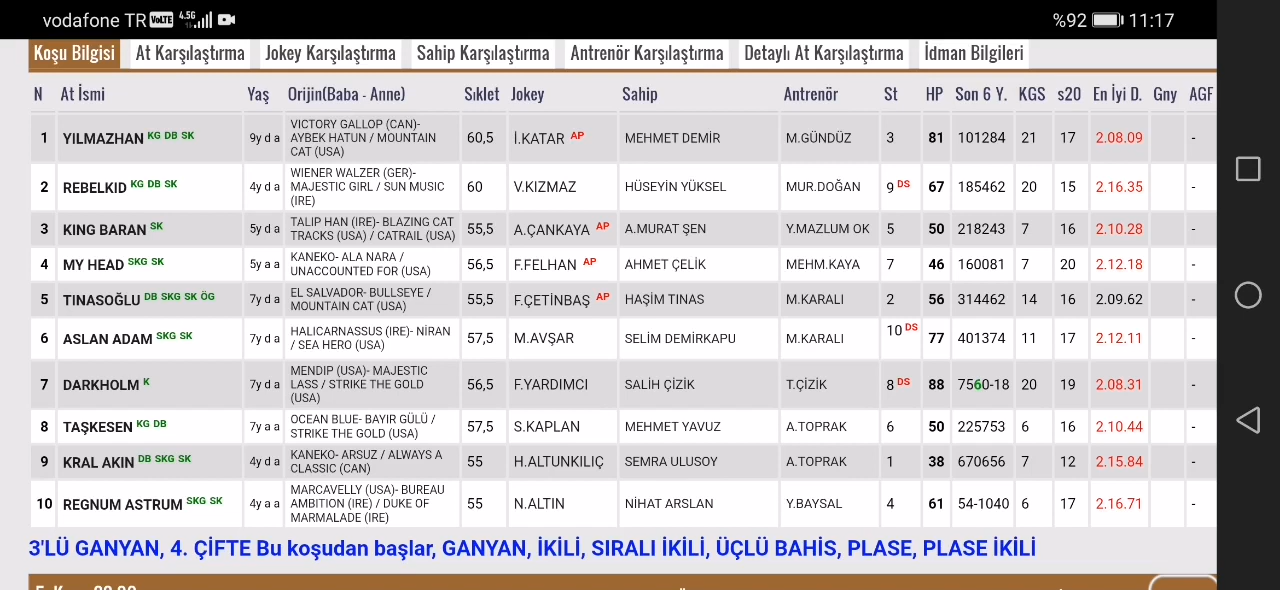 vodafone TR VoLTE 4.5G %92 11:17
Koşu Bilgisi At Karşılaştırma Jokey Karşılaştırma Sahip Karşılaştırma Antrenör Karşılaştırma Detaylı At Karşılaştırma İdman Bilgileri
N At İsmi Yaş Orijin(Baba - Anne) Sıklet Jokey Sahip Antrenör St HP Son 6 Y. KGS s20 En İyi D. Gny AGF
1 YILMAZHAN KG DB SK 9y d a VICTORY GALLOP (CAN)- AYBEK HATUN / MOUNTAIN CAT (USA) 60,5 İ.KATAR AP MEHMET DEMİR M.GÜNDÜZ 3 81 101284 21 17 2.08.09 -
2 REBELKID KG DB SK 4y d a WIENER WALZER (GER)- MAJESTIC GIRL / SUN MUSIC (IRE) 60 V.KIZMAZ HÜSEYİN YÜKSEL MUR.DOĞAN 9 DS 67 185462 20 15 2.16.35 -
3 KING BARAN SK 5y d a TALIP HAN (IRE)- BLAZING CAT TRACKS (USA) / CATRAIL (USA) 55,5 A.ÇANKAYA AP A.MURAT ŞEN Y.MAZLUM OK 5 50 218243 7 16 2.10.28 -
4 MY HEAD SKG SK 5y a a KANEKO- ALA NARA / UNACCOUNTED FOR (USA) 56,5 F.FELHAN AP AHMET ÇELİK MEHM.KAYA 7 46 160081 7 20 2.12.18 -
5 TINASOĞLU DB SKG SK ÖG 7y d a EL SALVADOR- BULLSEYE / MOUNTAIN CAT (USA) 55,5 F.ÇETİNBAŞ AP HAŞİM TINAS M.KARALI 2 56 314462 14 16 2.09.62 -
6 ASLAN ADAM SKG SK 7y d a HALICARNASSUS (IRE)- NİRAN / SEA HERO (USA) 57,5 M.AVŞAR SELİM DEMİRKAPU M.KARALI 10 DS 77 401374 11 17 2.12.11 -
7 DARKHOLM K 7y d a MENDIP (USA)- MAJESTIC LASS / STRIKE THE GOLD (USA) 56,5 F.YARDIMCI SALİH ÇİZİK T.ÇİZİK 8 DS 88 7560-18 20 19 2.08.31 -
8 TAŞKESEN KG DB 7y a a OCEAN BLUE- BAYIR GÜLÜ / STRIKE THE GOLD (USA) 57,5 S.KAPLAN MEHMET YAVUZ A.TOPRAK 6 50 225753 6 16 2.10.44 -
9 KRAL AKIN DB SKG SK 4y d a KANEKO- ARSUZ / ALWAYS A CLASSIC (CAN) 55 H.ALTUNKILIÇ SEMRA ULUSOY A.TOPRAK 1 38 670656 7 12 2.15.84 -
10 REGNUM ASTRUM SKG SK 4y a a MARCAVELLY (USA)- BUREAU AMBITION (IRE) / DUKE OF MARMALADE (IRE) 55 N.ALTIN NİHAT ARSLAN Y.BAYSAL 4 61 54-1040 6 17 2.16.71 -
3'LÜ GANYAN, 4. ÇİFTE Bu koşudan başlar, GANYAN, İKİLİ, SIRALI İKİLİ, ÜÇLÜ BAHİS, PLASE, PLASE İKİLİ